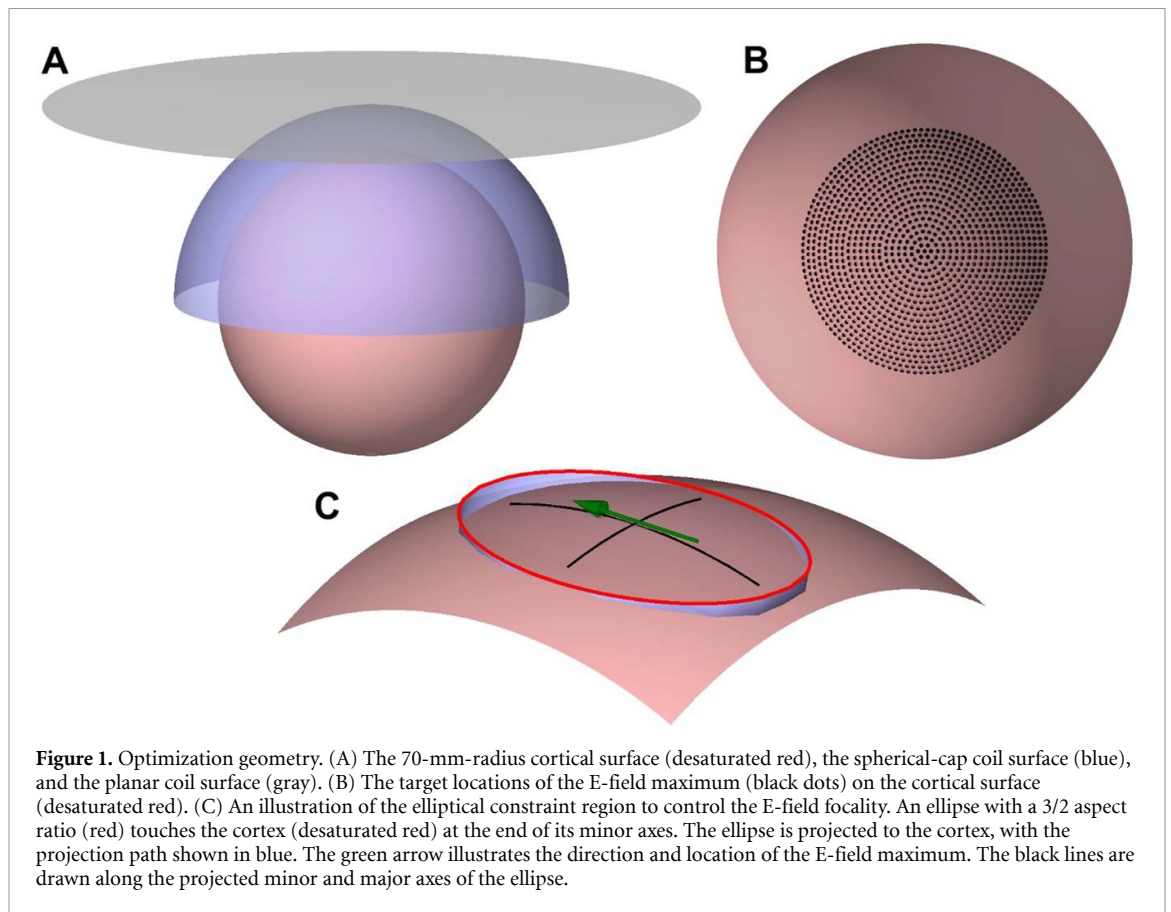 A
B
C
Figure 1. Optimization geometry. (A) The 70-mm-radius cortical surface (desaturated red), the spherical-cap coil surface (blue),
and the planar coil surface (gray). (B) The target locations of the E-field maximum (black dots) on the cortical surface
(desaturated red). (C) An illustration of the elliptical constraint region to control the E-field focality. An ellipse with a 3/2 aspect
ratio (red) touches the cortex (desaturated red) at the end of its minor axes. The ellipse is projected to the cortex, with the
projection path shown in blue. The green arrow illustrates the direction and location of the E-field maximum. The black lines are
drawn along the projected minor and major axes of the ellipse.